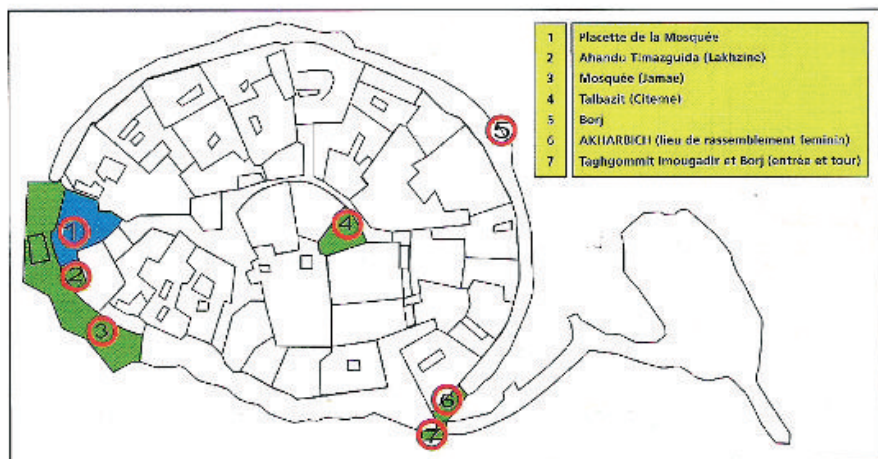 1 Placette de la Mosquée
2 Ahandu Timazguida (Lakhzine)
3 Mosquée (Jamae)
4 Talbazit (Citerne)
5 Borj
6 AKHARBICH (lieu de rassemblement feminin)
7 Taghgommit Imougadir et Borj (entrée et tour)
5
4
1
2
3
6
7